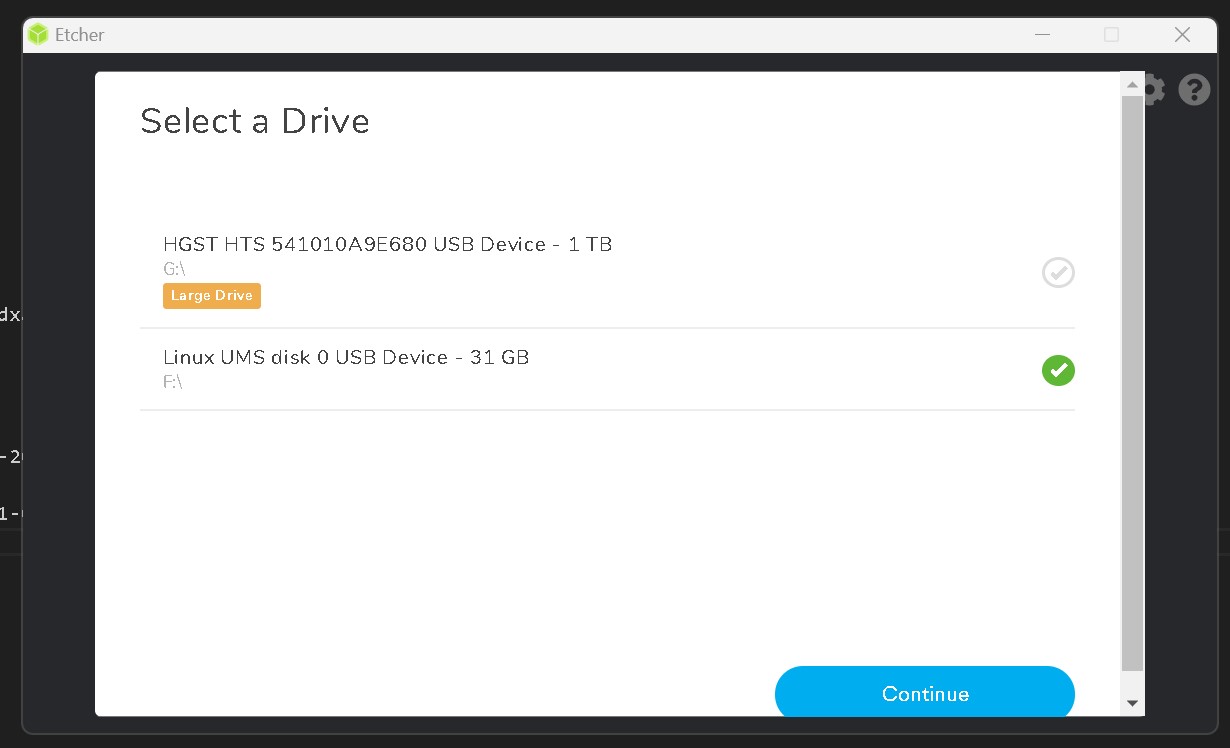 Etcher
Select a Drive
HGST HTS 541010A9E680 USB Device - 1 TB
G:\
Large Drive
dx
Linux UMS disk 0 USB Device - 31 GB
F:\
-2
1-
Continue